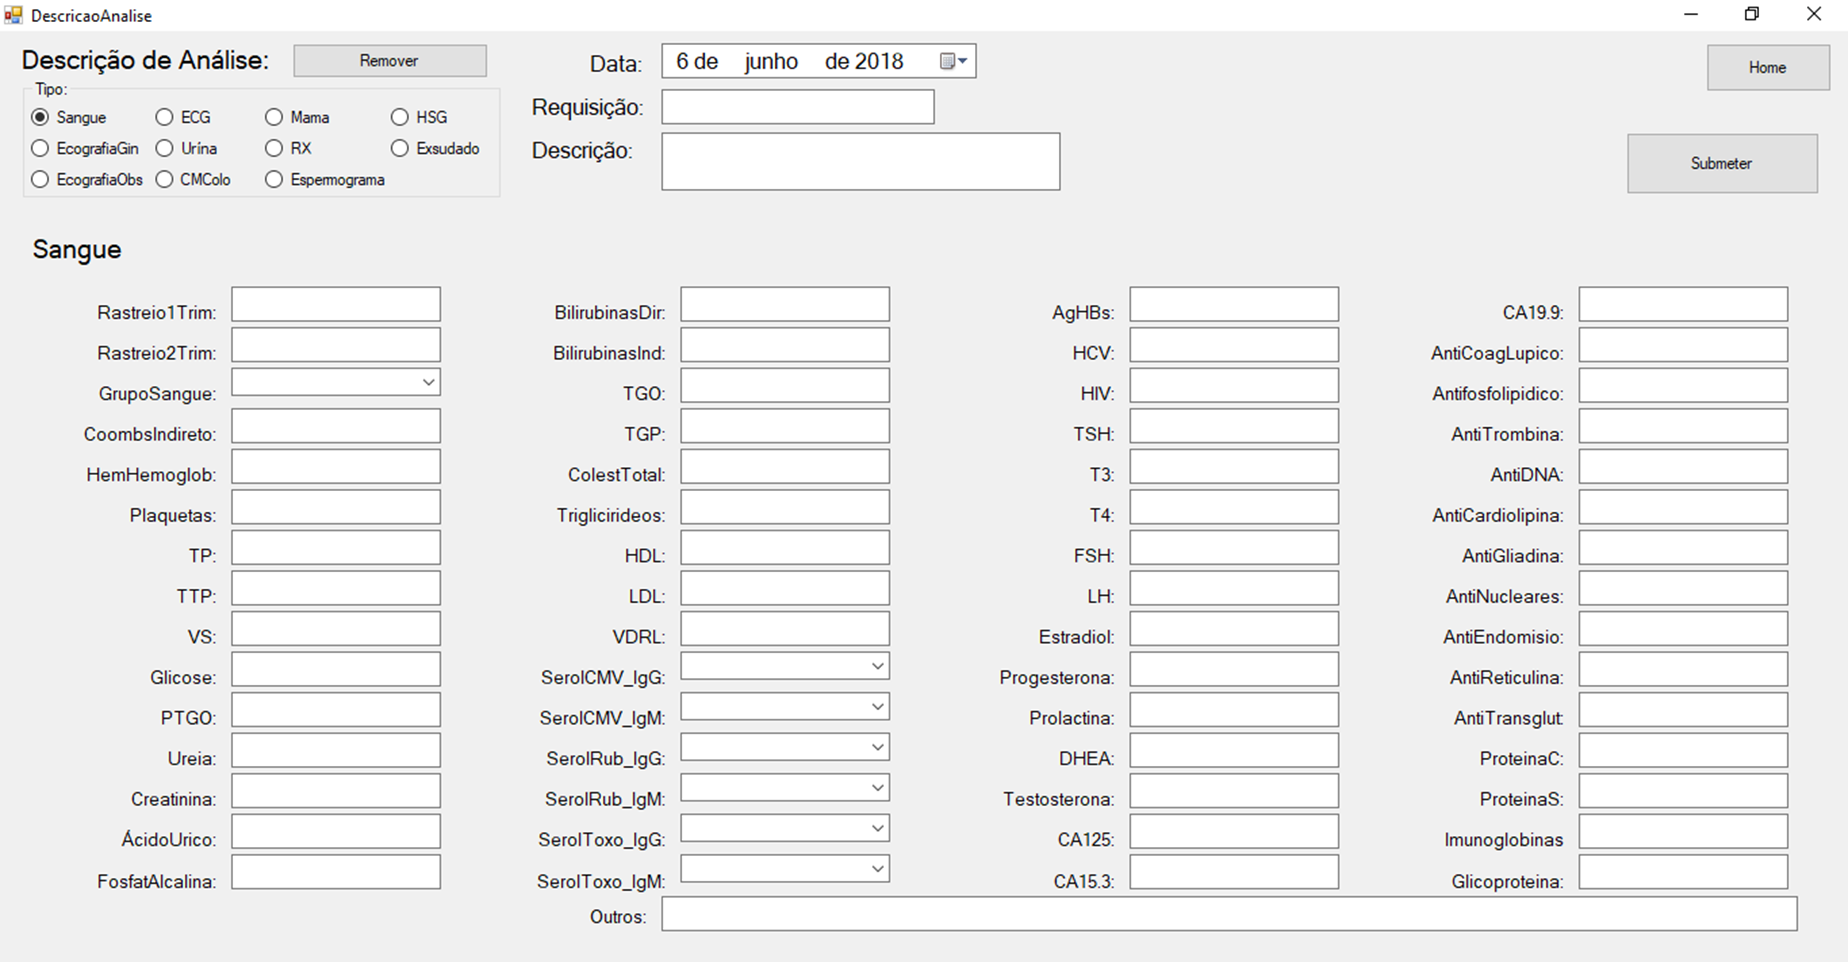 DescricaoAnalise
Descrição de Análise:
Remover
Data:
6 de junho de 2018
Home
Tipo:
Sangue ECG Mama HSG
EcografiaGin Urína RX Exsudado
EcografiaObs CMColo Espermograma
Requisição:
Descrição:
Submeter
Sangue
Rastreio1Trim: BilirubinasDir: AgHBs: CA19.9:
Rastreio2Trim: BilirubinasInd: HCV: AntiCoagLupico:
GrupoSangue: TGO: HIV: Antifosfolipidico:
CoombsIndireto: TGP: TSH: AntiTrombina:
HemHemoglob: ColestTotal: T3: AntiDNA:
Plaquetas: Triglicirideos: T4: AntiCardiolipina:
TP: HDL: FSH: AntiGliadina:
TTP: LDL: LH: AntiNucleares:
VS: VDRL: Estradiol: AntiEndomisio:
Glicose: SerolCMV_IgG: Progesterona: AntiReticulina:
PTGO: SerolCMV_IgM: Prolactina: AntiTransglut:
Ureia: SerolRub_IgG: DHEA: ProteinaC:
Creatinina: SerolRub_IgM: Testosterona: ProteinaS:
ÁcidoUrico: SerolToxo_IgG: CA125: Imunoglobinas
FosfatAlcalina: SerolToxo_IgM: CA15.3: Glicoproteina:
Outros: